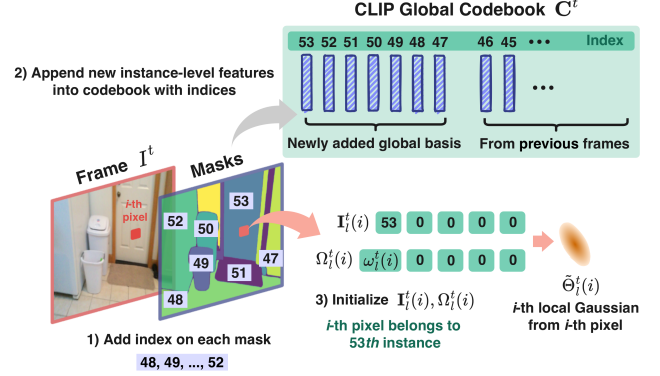 CLIP Global Codebook C^t
53 52 51 50 49 48 47 46 45 ••• Index
2) Append new instance-level features
into codebook with indices
•••
Newly added global basis
From previous frames
Frame I^t
Masks
i-th
pixel
53
52
50
49
47
51
48
I_l^t(i) 53 0 0 0 0
Ω_l^t(i) ω_l^t(i) 0 0 0 0
Θ̃_l^t(i)
3) Initialize I_l^t(i), Ω_l^t(i)
i-th local Gaussian
from i-th pixel
i-th pixel belongs to
53th instance
1) Add index on each mask
48, 49, ..., 52